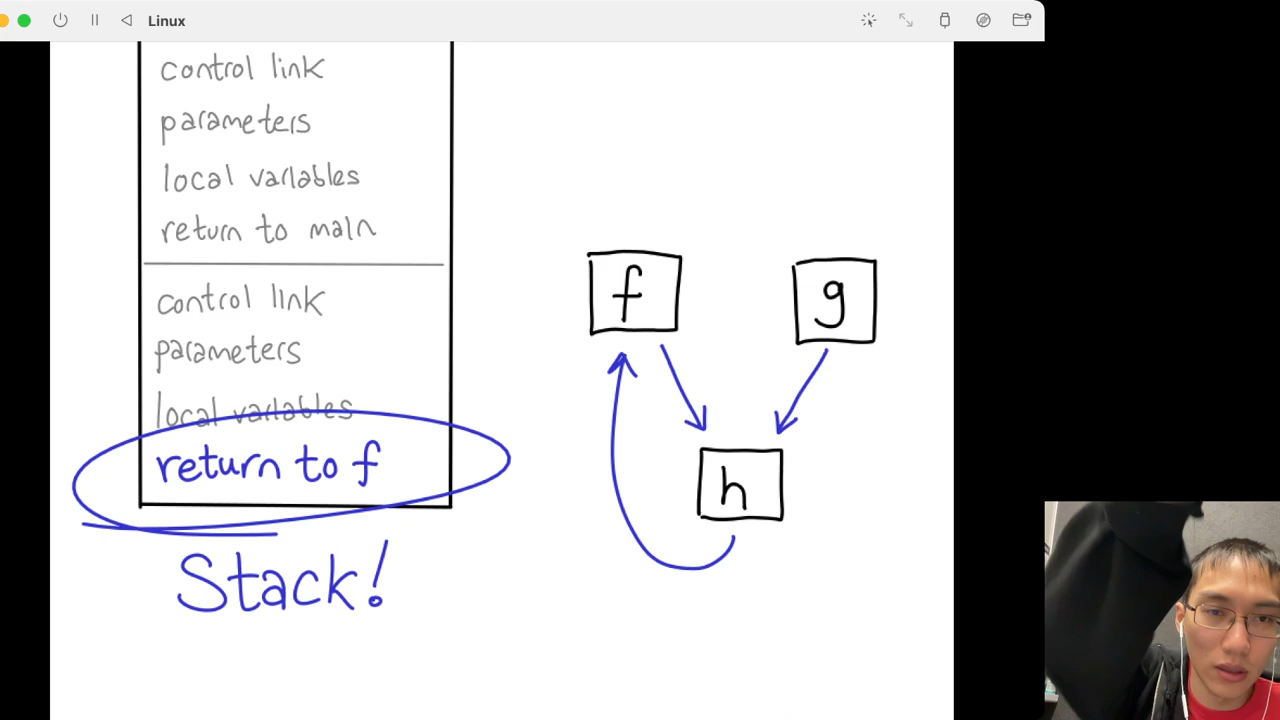 Linux
control link
parameters
local variables
return to main
control link
parameters
local variables
return to f
Stack!
f
g
h